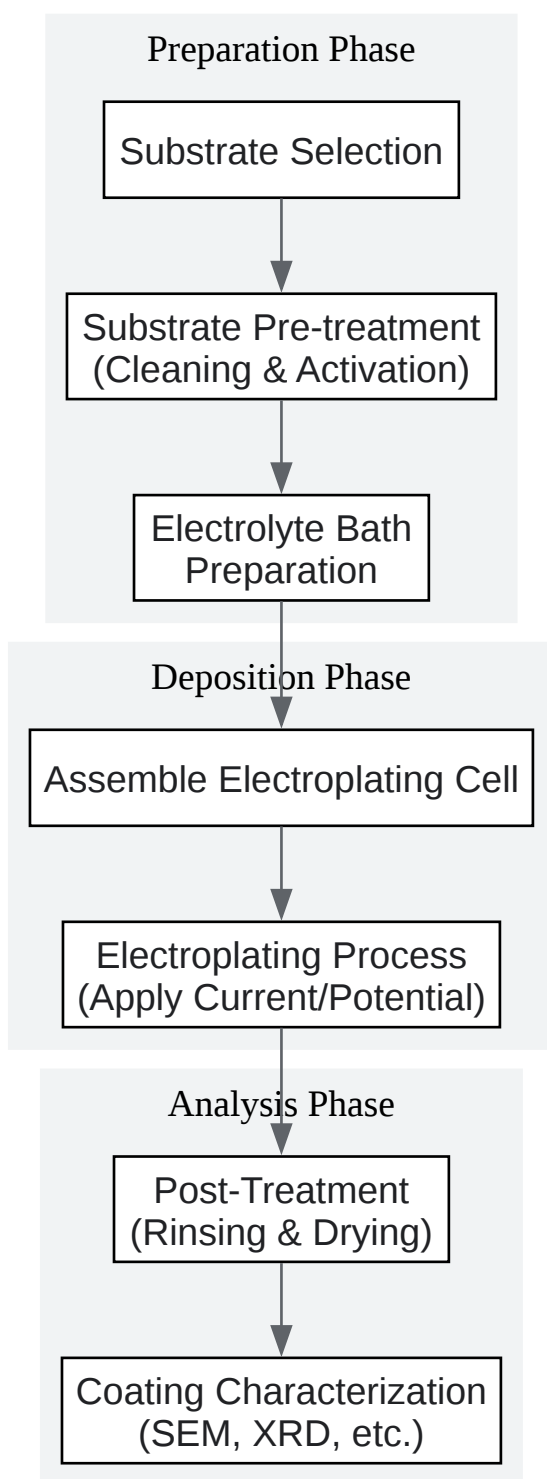 Preparation Phase
Substrate Selection
Substrate Pre-treatment
(Cleaning & Activation)
Electrolyte Bath
Preparation
Deposition Phase
Assemble Electroplating Cell
Electroplating Process
(Apply Current/Potential)
Analysis Phase
Post-Treatment
(Rinsing & Drying)
Coating Characterization
(SEM, XRD, etc.)